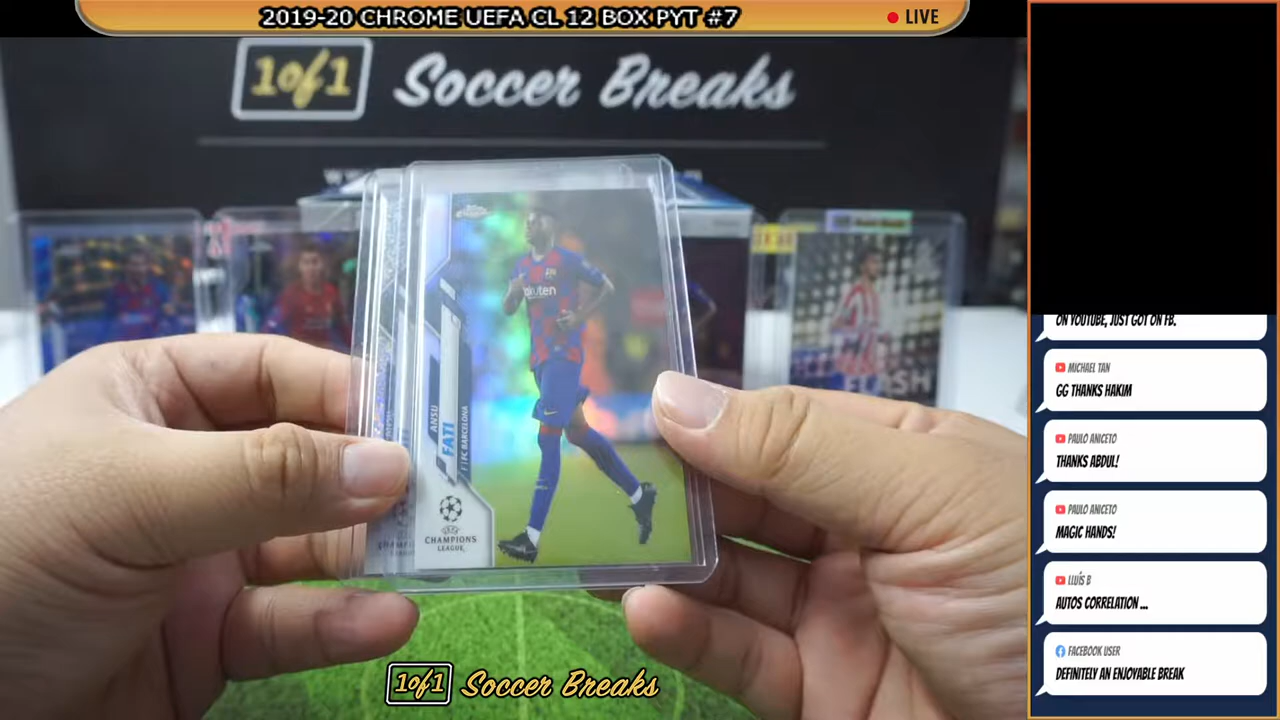 2019-20 CHROME UEFA CL 12 BOX PYT #7
LIVE
1of1 Soccer Breaks
ANSU
FATI
FC BARCELONA
Rakuten
UEFA
CHAMPIONS
LEAGUE
FLASH
1of1 Soccer Breaks
ON YOUTUBE, JUST GOT ON FB.
MICHAEL TAN
GG THANKS HAKIM
PAULO ANICETO
THANKS ABDUL!
PAULO ANICETO
MAGIC HANDS!
LLUÍS B
AUTOS CORRELATION ...
FACEBOOK USER
DEFINITELY AN ENJOYABLE BREAK